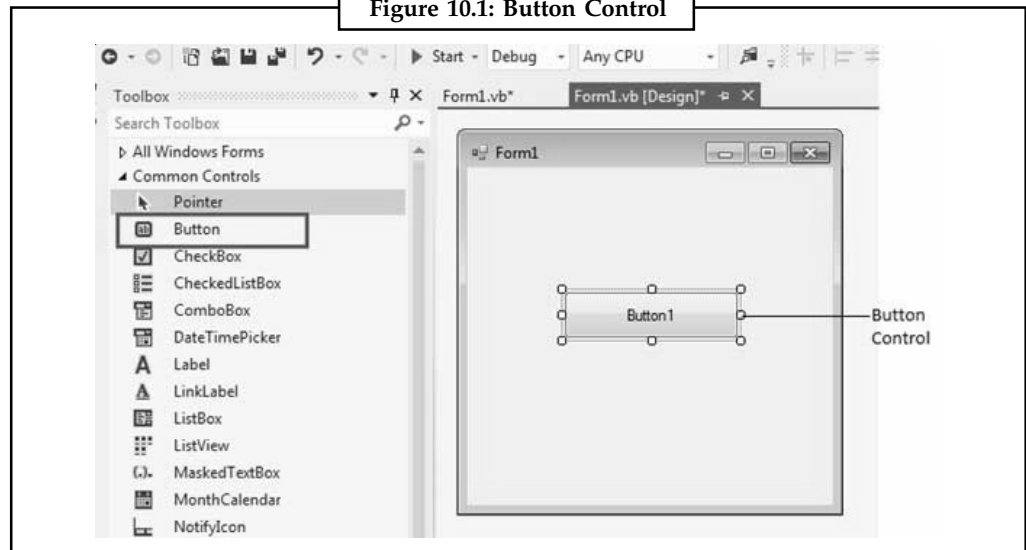 Figure 10.1: Button Control
Start - Debug Any CPU
Toolbox
Form1.vb*
Form1.vb [Design]*
Search Toolbox
All Windows Forms
Common Controls
Pointer
Button
CheckBox
CheckedListBox
ComboBox
DateTimePicker
Label
LinkLabel
ListBox
ListView
MaskedTextBox
MonthCalendar
NotifyIcon
Form1
Button1
Button
Control